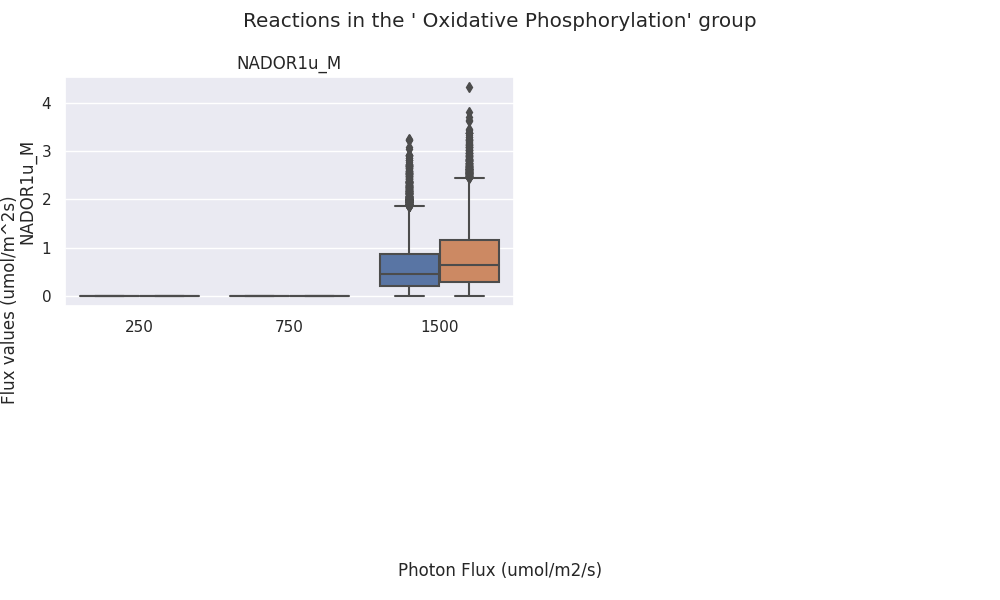 Reactions in the ' Oxidative Phosphorylation' group
NADOR1u_M
Flux values (umol/m^2s)
NADOR1u_M
4
3
2
1
0
250 750 1500
Photon Flux (umol/m2/s)